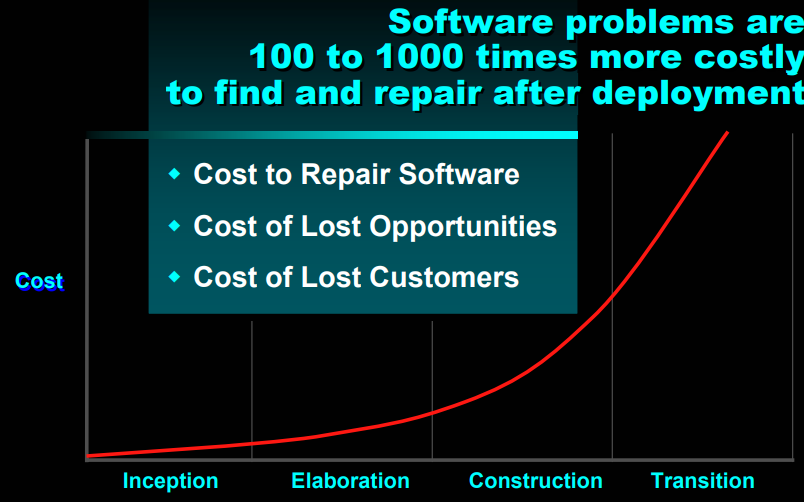 Software problems are
100 to 1000 times more costly
to find and repair after deployment
Cost to Repair Software
Cost of Lost Opportunities
Cost of Lost Customers
Cost
Inception
Elaboration
Construction
Transition